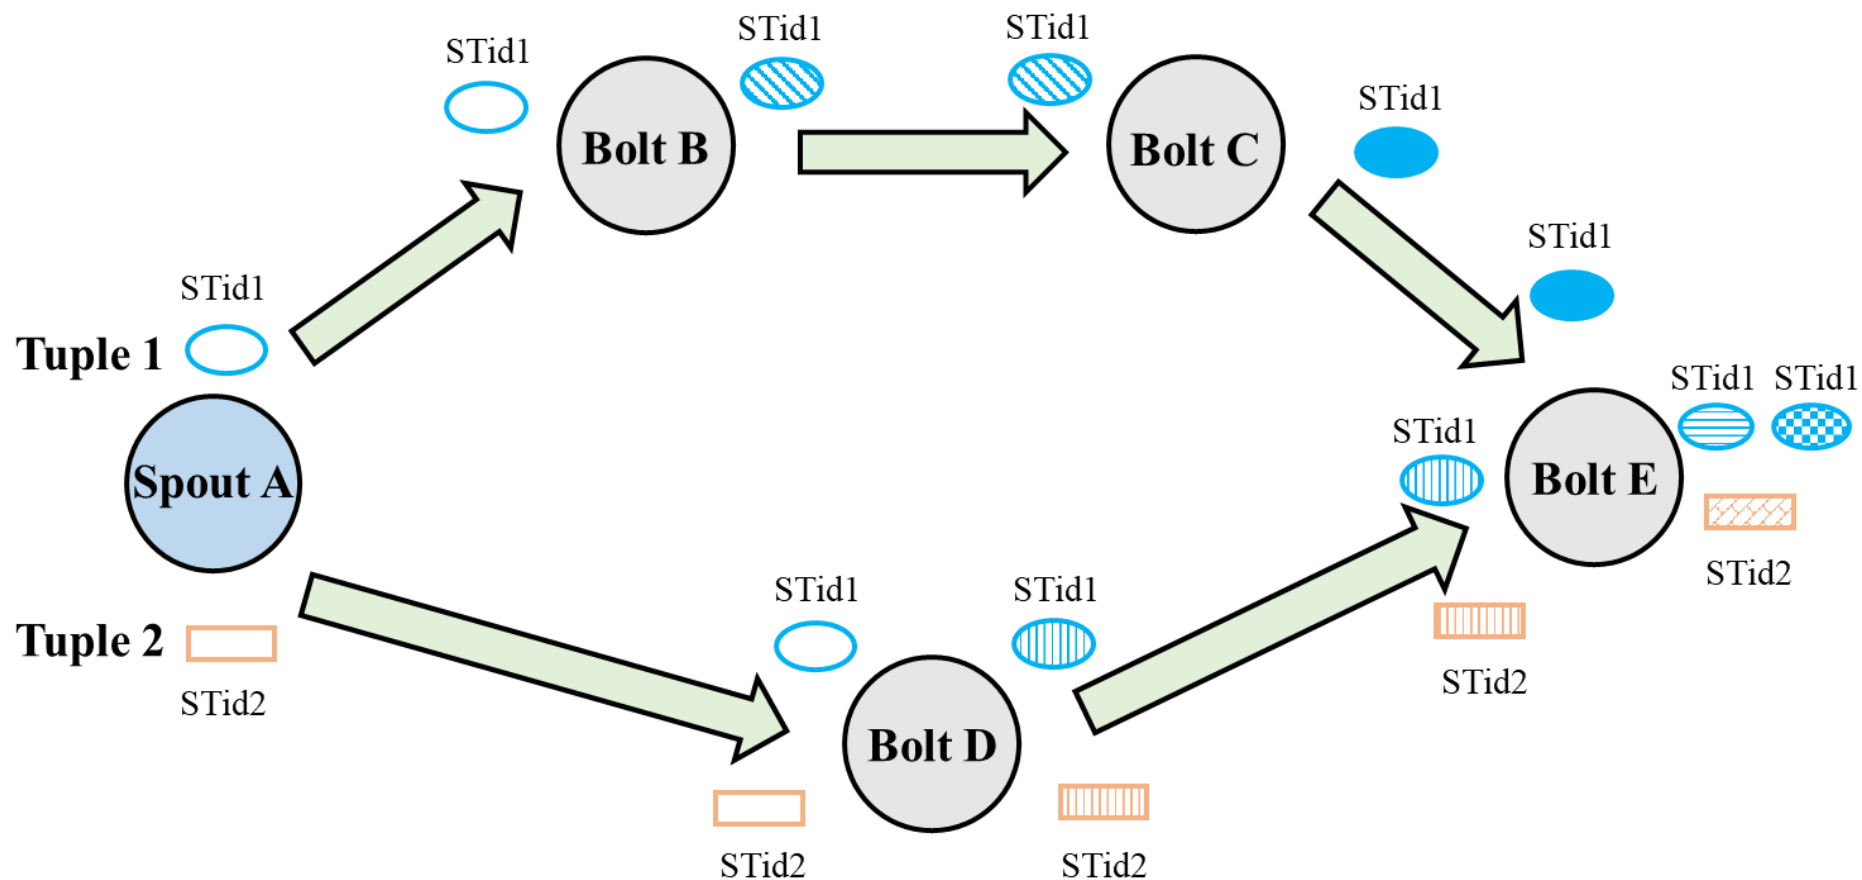 STid1
STid1
STid1
Bolt B
Bolt C
STid1
STid1
STid1
Tuple 1
STid1 STid1
STid1
Spout A
Bolt E
STid2
STid1
STid1
Tuple 2
STid2
STid2
Bolt D
STid2
STid2